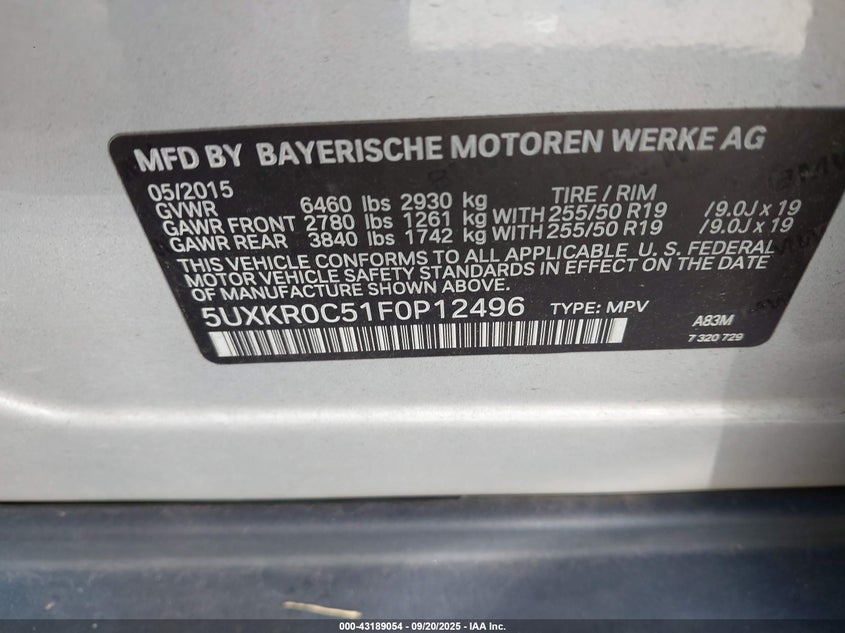 MFD BY BAYERISCHE MOTOREN WERKE AG
05/2015 TIRE / RIM
GVWR 6460 lbs 2930 kg
GAWR FRONT 2780 lbs 1261 kg WITH 255/50 R19 /9.0J x 19
GAWR REAR 3840 lbs 1742 kg WITH 255/50 R19 /9.0J x 19
THIS VEHICLE CONFORMS TO ALL APPLICABLE U. S. FEDERAL
MOTOR VEHICLE SAFETY STANDARDS IN EFFECT ON THE DATE
OF MANUFACTURE SHOWN ABOVE.
5UXKR0C51F0P12496 TYPE: MPV
A83M
7 320 729
000-43189054 - 09/20/2025 - IAA Inc.